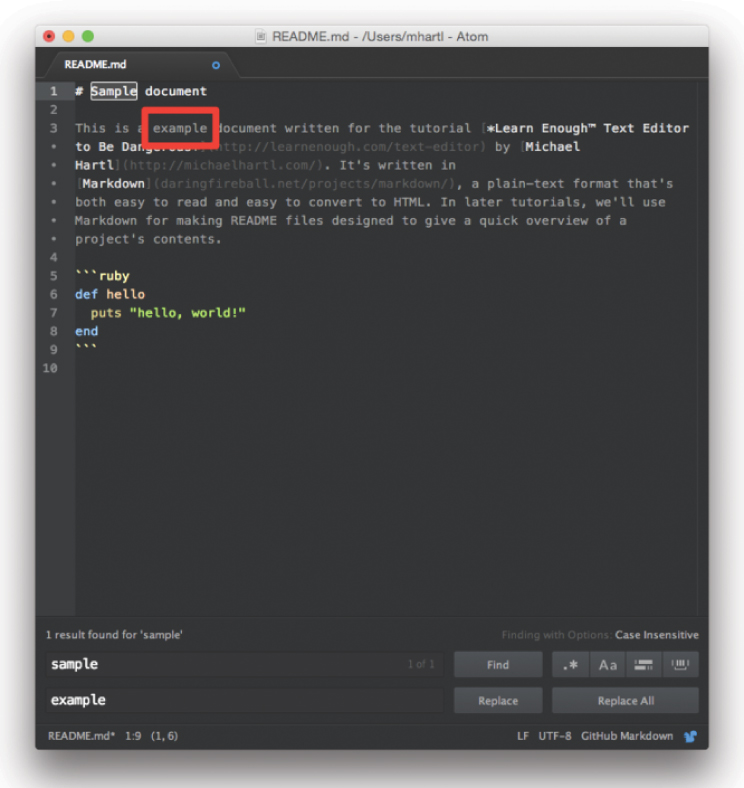 README.md - /Users/mhartl - Atom
README.md
1 # Sample document
2
3 This is a example document written for the tutorial [*Learn Enough™ Text Editor
• to Be Dangerous*](http://learnenough.com/text-editor) by [Michael
• Hartl](http://michaelhartl.com/). It's written in
• [Markdown](daringfireball.net/projects/markdown/), a plain-text format that's
• both easy to read and easy to convert to HTML. In later tutorials, we'll use
• Markdown for making README files designed to give a quick overview of a
• project's contents.
4
5 ```ruby
6 def hello
7   puts "hello, world!"
8 end
9 ```
10
1 result found for 'sample' Finding with Options: Case Insensitive
sample 1 of 1 Find .* Aa
example Replace Replace All
README.md* 1:9 (1, 6) LF UTF-8 GitHub Markdown